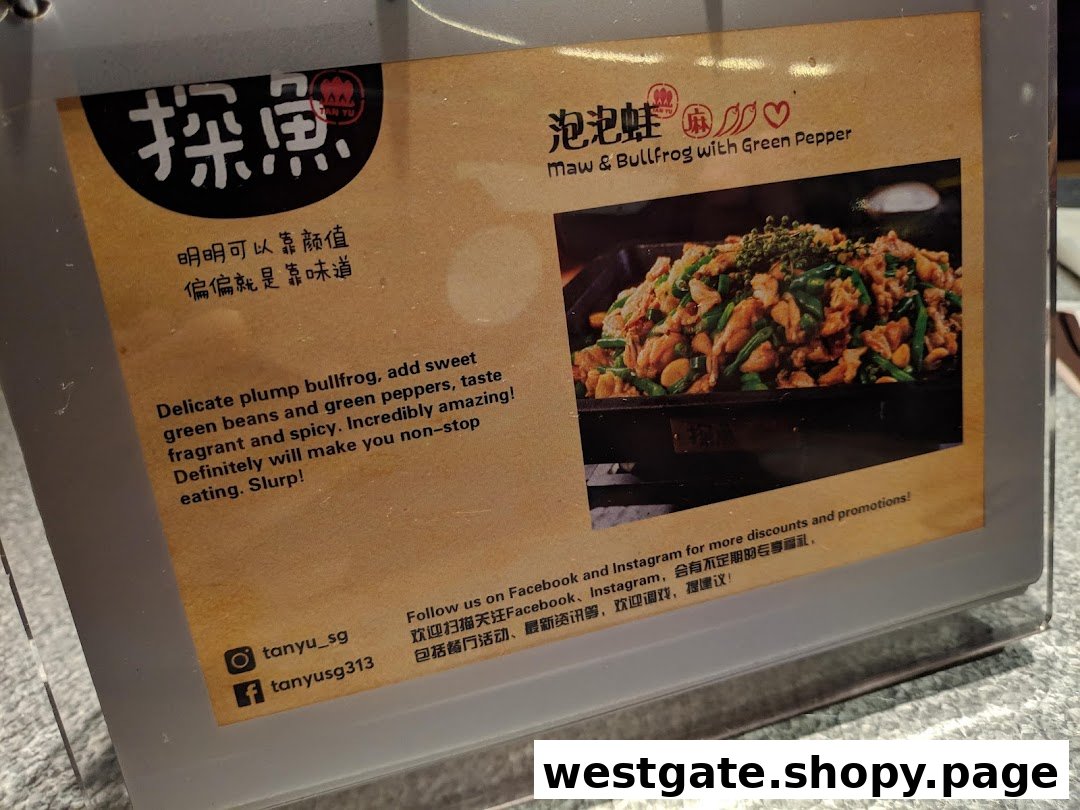 探魚
TAN YU
明明可以靠颜值
偏偏就是靠味道
Delicate plump bullfrog, add sweet
green beans and green peppers, taste
fragrant and spicy. Incredibly amazing!
Definitely will make you non-stop
eating. Slurp!
泡泡蛙 TAN YU 麻
Maw & Bullfrog with Green Pepper
Follow us on Facebook and Instagram for more discounts and promotions!
欢迎扫描关注Facebook、Instagram，会有不定期的专享福礼，
包括餐厅活动、最新资讯等，欢迎调戏，提建议!
tanyu_sg
tanyusg313
westgate.shopy.page